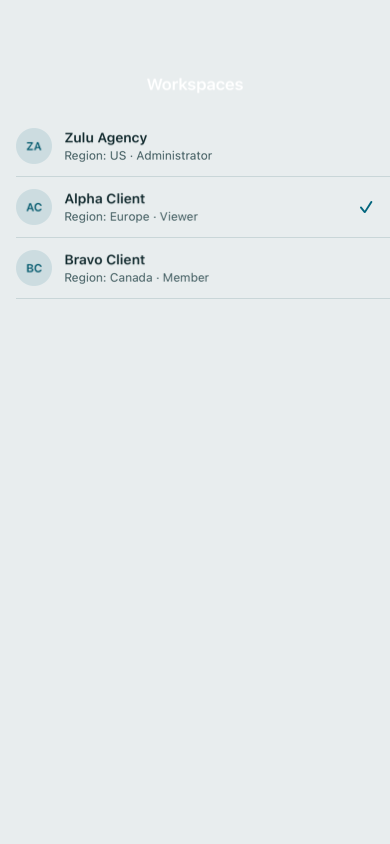 Workspaces
ZA
Zulu Agency
Region: US · Administrator
AC
Alpha Client
Region: Europe · Viewer
BC
Bravo Client
Region: Canada · Member